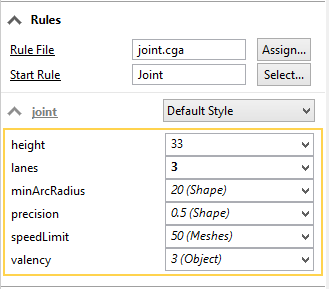 Rules
Rule File joint.cga Assign...
Start Rule Joint Select...
joint Default Style
height 33
lanes 3
minArcRadius 20 (Shape)
precision 0.5 (Shape)
speedLimit 50 (Meshes)
valency 3 (Object)